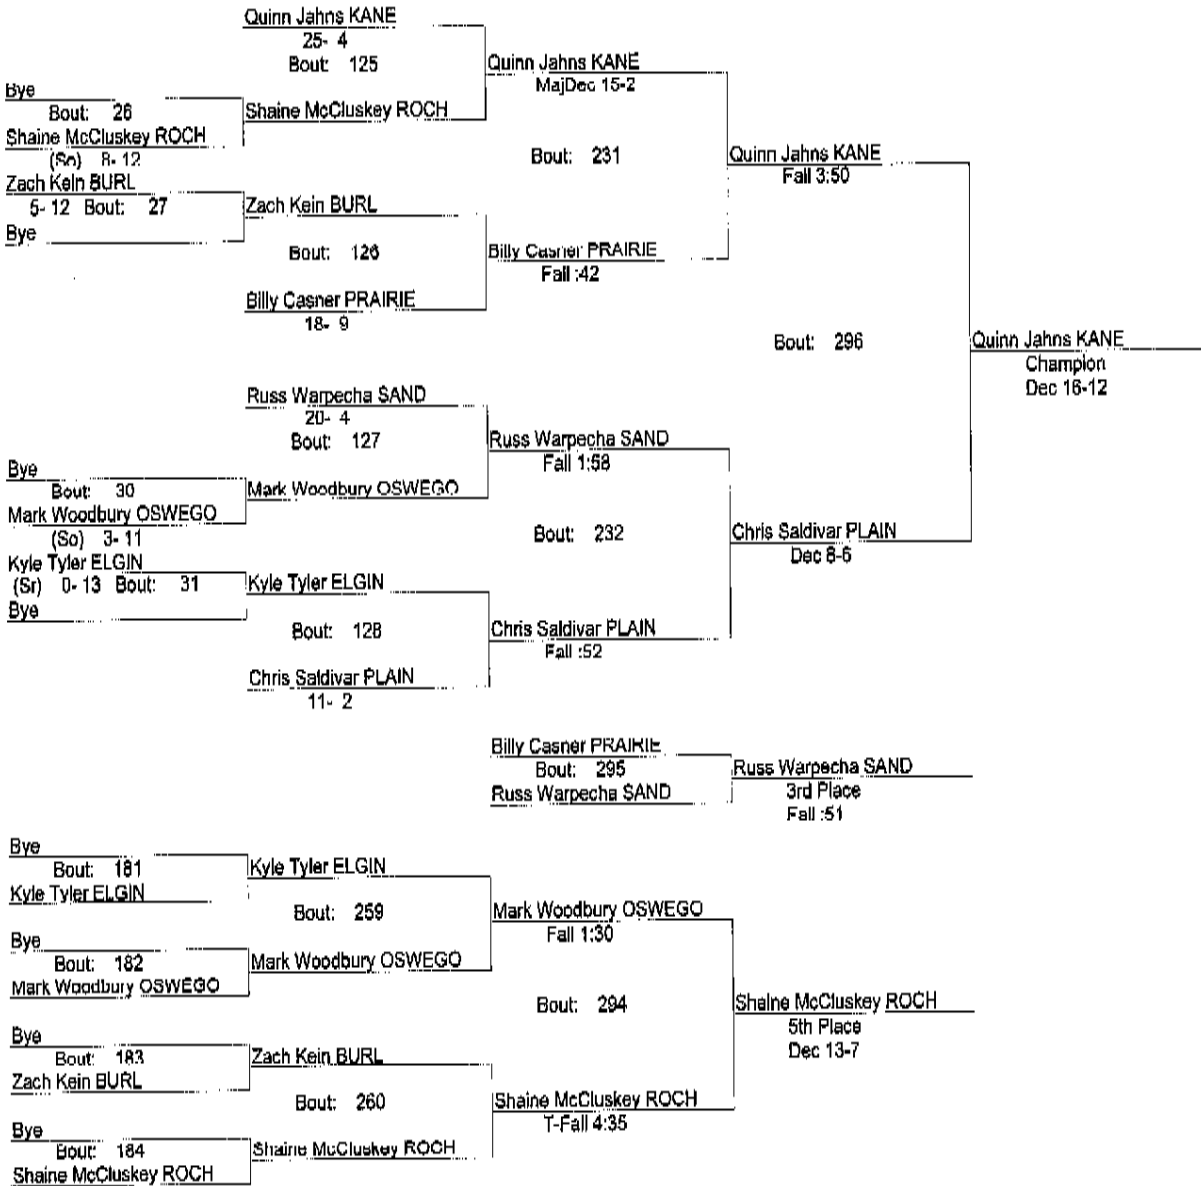 Quinn Jahns KANE
25- 4
Bout: 125
Quinn Jahns KANE
MajDec 15-2
Bye
Bout: 26
Shaine McCluskey ROCH
Shaine McCluskey ROCH
(So) 8- 12
Bout: 231
Quinn Jahns KANE
Fall 3:50
Zach Kein BURL
5- 12 Bout: 27
Zach Kein BURL
Bye
Bout: 126
Billy Casner PRAIRIE
Fall :42
Billy Casner PRAIRIE
18- 9
Bout: 296
Quinn Jahns KANE
Champion
Dec 16-12
Russ Warpecha SAND
20- 4
Bout: 127
Russ Warpecha SAND
Fall 1:58
Bye
Bout: 30
Mark Woodbury OSWEGO
Mark Woodbury OSWEGO
(So) 3- 11
Bout: 232
Chris Saldivar PLAIN
Dec 8-6
Kyle Tyler ELGIN
(Sr) 0- 13 Bout: 31
Kyle Tyler ELGIN
Bye
Bout: 128
Chris Saldivar PLAIN
Fall :52
Chris Saldivar PLAIN
11- 2
Billy Casner PRAIRIE
Bout: 295
Russ Warpecha SAND
Russ Warpecha SAND
3rd Place
Fall :51
Bye
Bout: 181
Kyle Tyler ELGIN
Kyle Tyler ELGIN
Bout: 259
Mark Woodbury OSWEGO
Fall 1:30
Bye
Bout: 182
Mark Woodbury OSWEGO
Mark Woodbury OSWEGO
Bout: 294
Shaine McCluskey ROCH
5th Place
Dec 13-7
Bye
Bout: 183
Zach Kein BURL
Zach Kein BURL
Bout: 260
Shaine McCluskey ROCH
T-Fall 4:35
Bye
Bout: 184
Shaine McCluskey ROCH
Shaine McCluskey ROCH